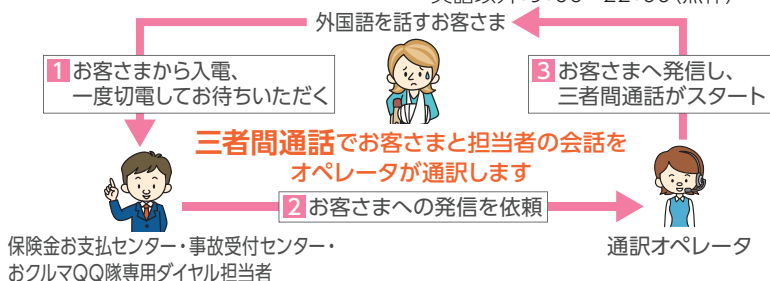 外国語を話すお客さま
1 お客さまから入電、
一度切電してお待ちいただく
3 お客さまへ発信し、
三者間通話がスタート
三者間通話でお客さまと担当者の会話を
オペレータが通訳します
2 お客さまへの発信を依頼
保険金お支払センター・事故受付センター・
おクルマQQ隊専用ダイヤル担当者
通訳オペレータ